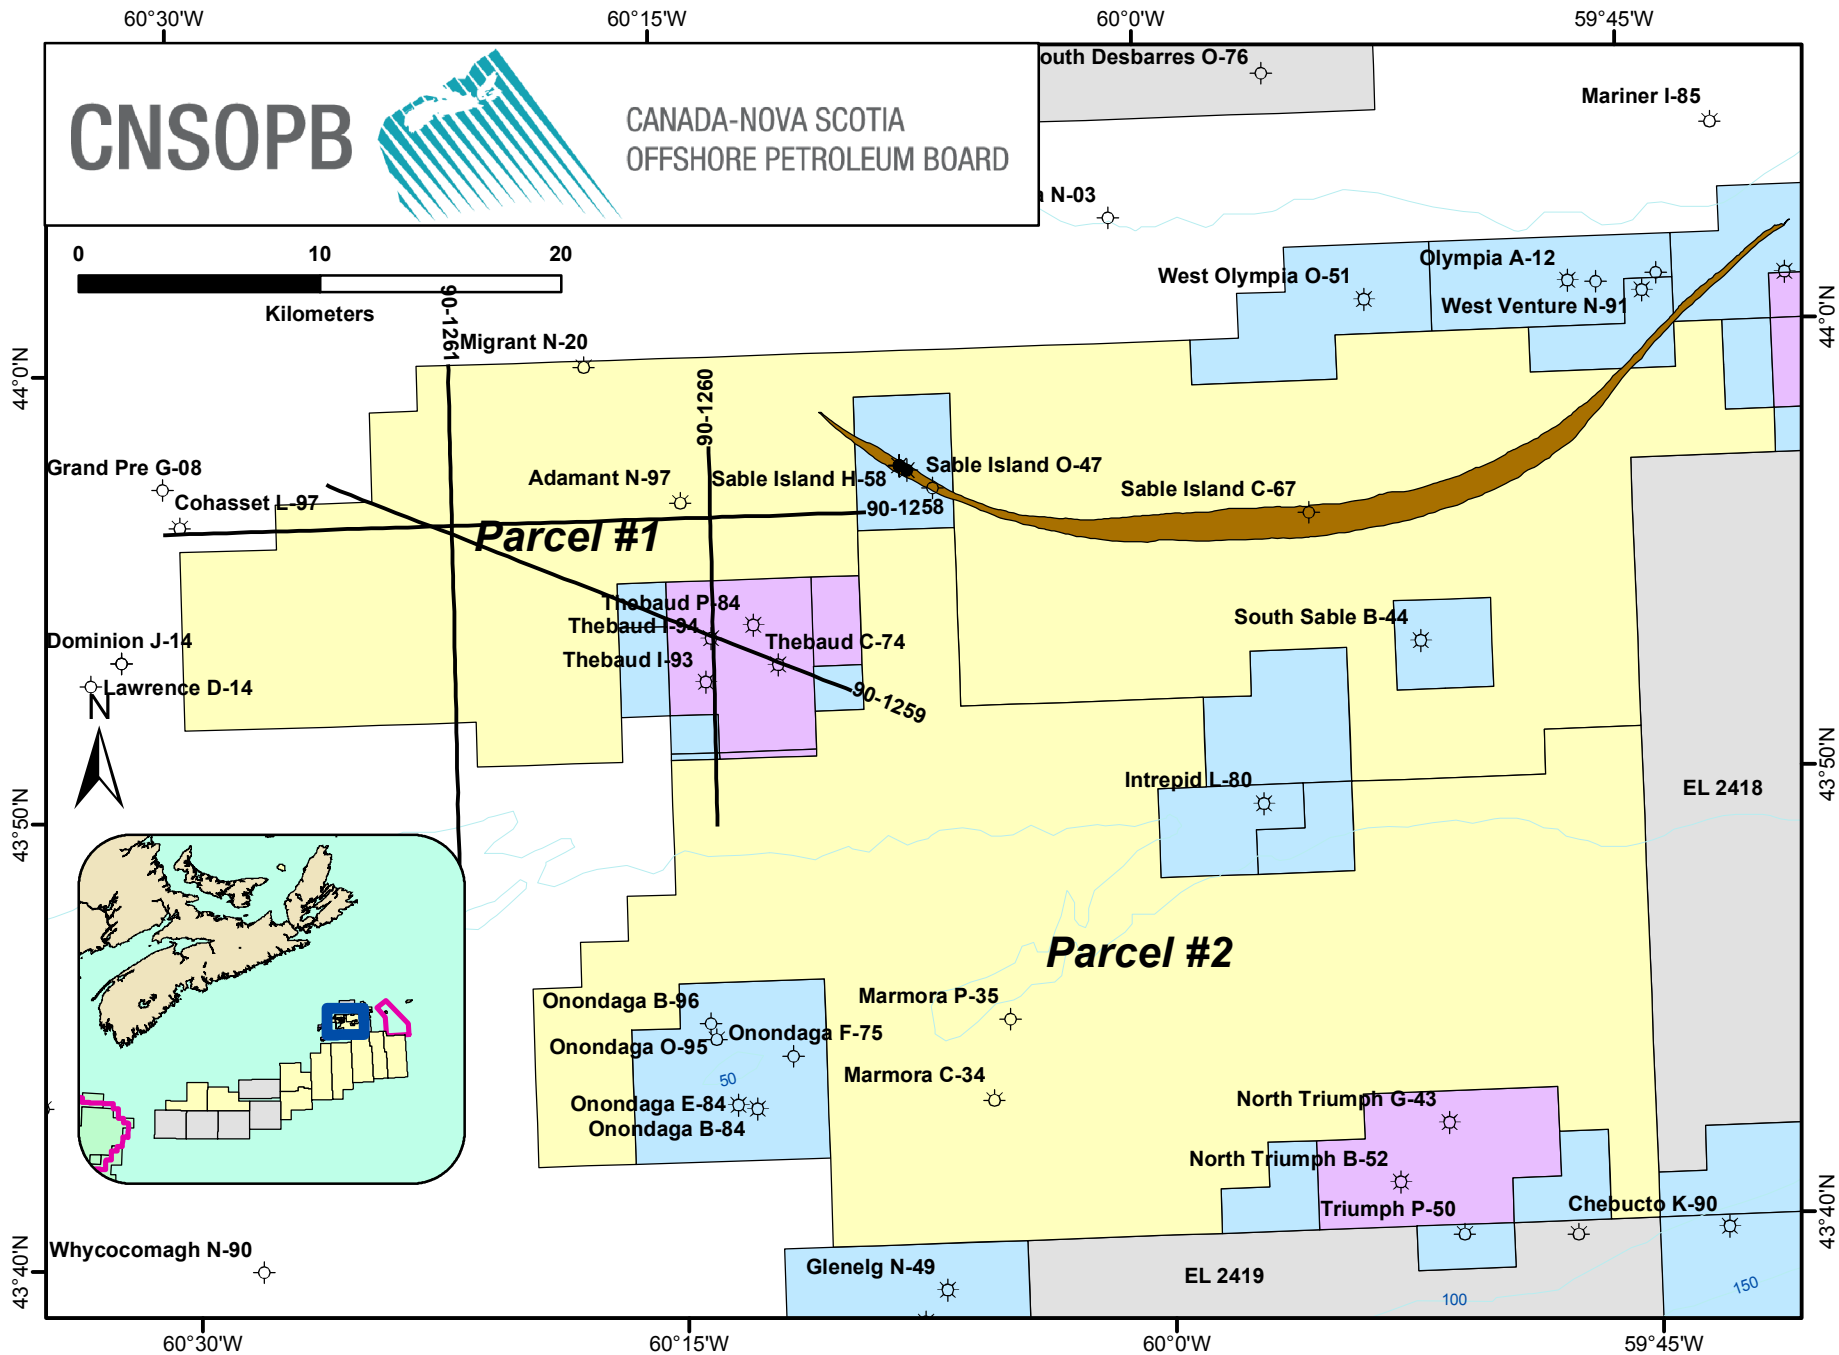 60°30'W
60°15'W
60°0'W
59°45'W
CNSOPB
CANADA-NOVA SCOTIA
OFFSHORE PETROLEUM BOARD
outh Desbarres O-76
Mariner I-85
N-03
0
10
20
Kilometers
90-1261
Migrant N-20
90-1260
West Olympia O-51
Olympia A-12
West Venture N-91
44°0'N
44°0'N
Grand Pre G-08
Cohasset L-97
Adamant N-97
Sable Island H-58
Sable Island O-47
Sable Island C-67
90-1258
Parcel #1
Thebaud P-84
Thebaud I-94
Thebaud C-74
Thebaud I-93
90-1259
South Sable B-44
Dominion J-14
Lawrence D-14
N
Intrepid L-80
EL 2418
43°50'N
43°50'N
Parcel #2
Onondaga B-96
Onondaga F-75
Onondaga O-95
50
Onondaga E-84
Onondaga B-84
Marmora P-35
Marmora C-34
North Triumph G-43
North Triumph B-52
Triumph P-50
Chebucto K-90
43°40'N
43°40'N
Whycocomagh N-90
Glenelg N-49
EL 2419
100
150
60°30'W
60°15'W
60°0'W
59°45'W